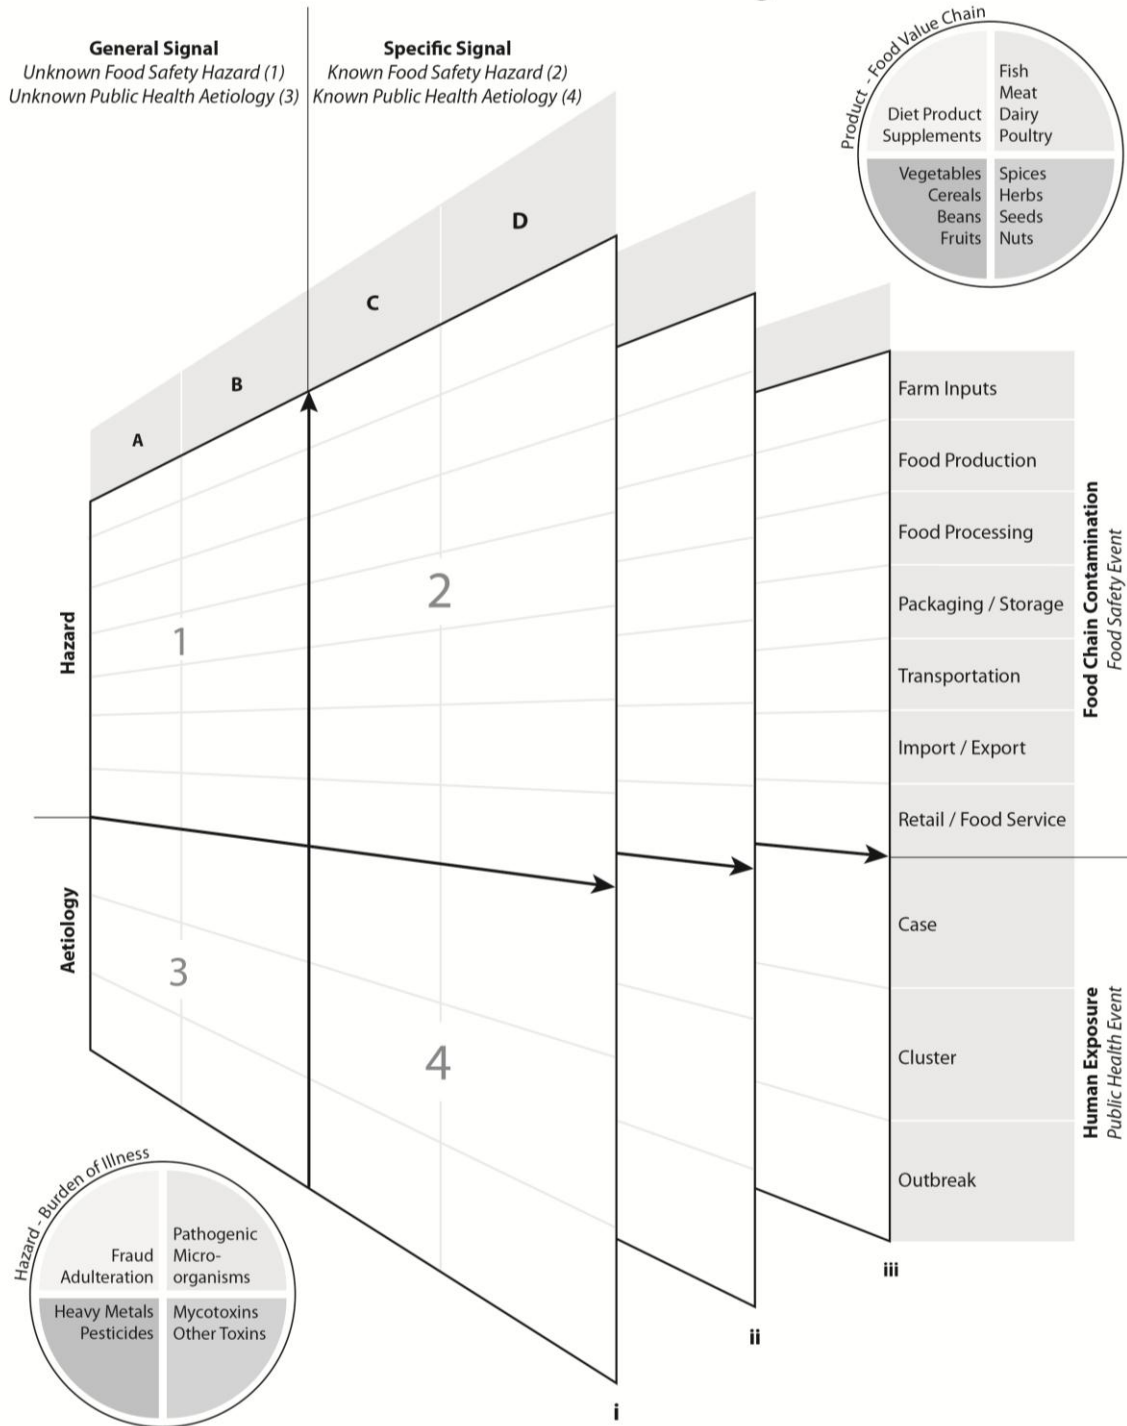 General Signal
Unknown Food Safety Hazard (1)
Unknown Public Health Aetiology (3)
Specific Signal
Known Food Safety Hazard (2)
Known Public Health Aetiology (4)
Product - Food Value Chain
Diet Product
Supplements
Fish
Meat
Dairy
Poultry
Vegetables
Cereals
Beans
Fruits
Spices
Herbs
Seeds
Nuts
A
B
C
D
Hazard
Aetiology
1
2
3
4
Farm Inputs
Food Production
Food Processing
Packaging / Storage
Transportation
Import / Export
Retail / Food Service
Food Chain Contamination
Food Safety Event
Case
Cluster
Outbreak
Human Exposure
Public Health Event
Hazard - Burden of Illness
Fraud
Adulteration
Pathogenic
Micro-
organisms
Heavy Metals
Pesticides
Mycotoxins
Other Toxins
i
ii
iii